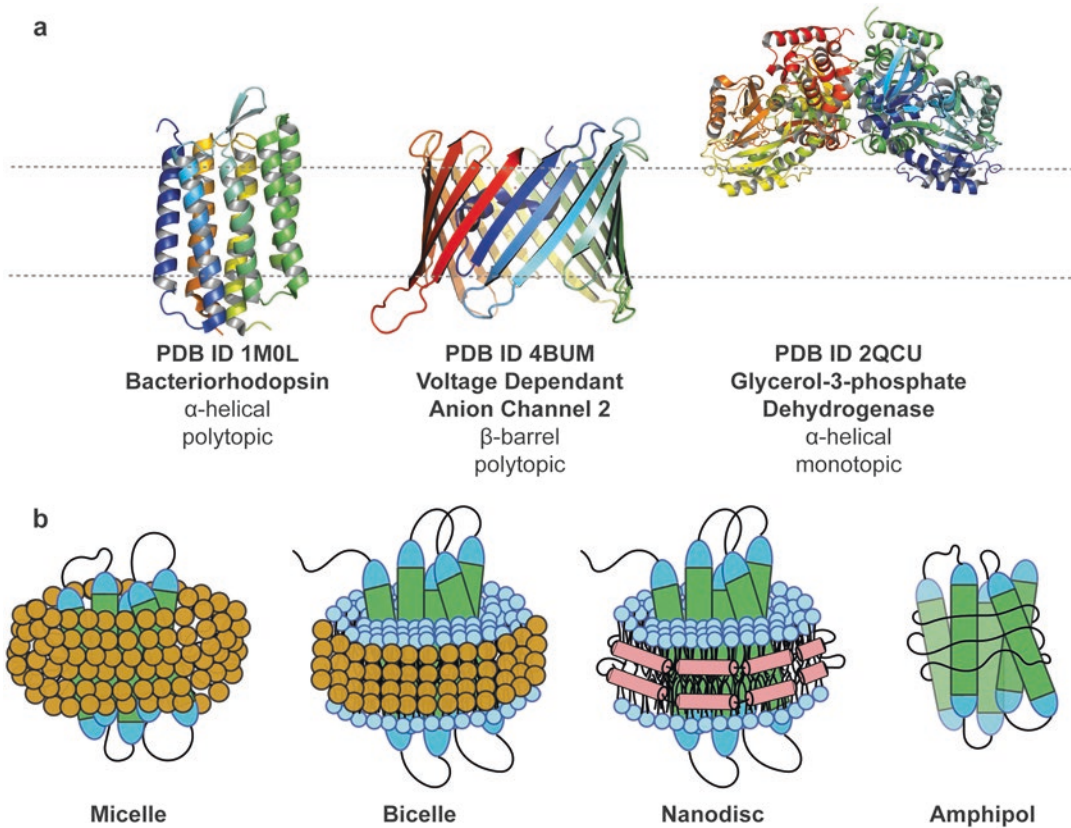 a
PDB ID 1M0L
Bacteriorhodopsin
α-helical
polytopic
PDB ID 4BUM
Voltage Dependant
Anion Channel 2
β-barrel
polytopic
PDB ID 2QCU
Glycerol-3-phosphate
Dehydrogenase
α-helical
monotopic
b
Micelle
Bicelle
Nanodisc
Amphipol